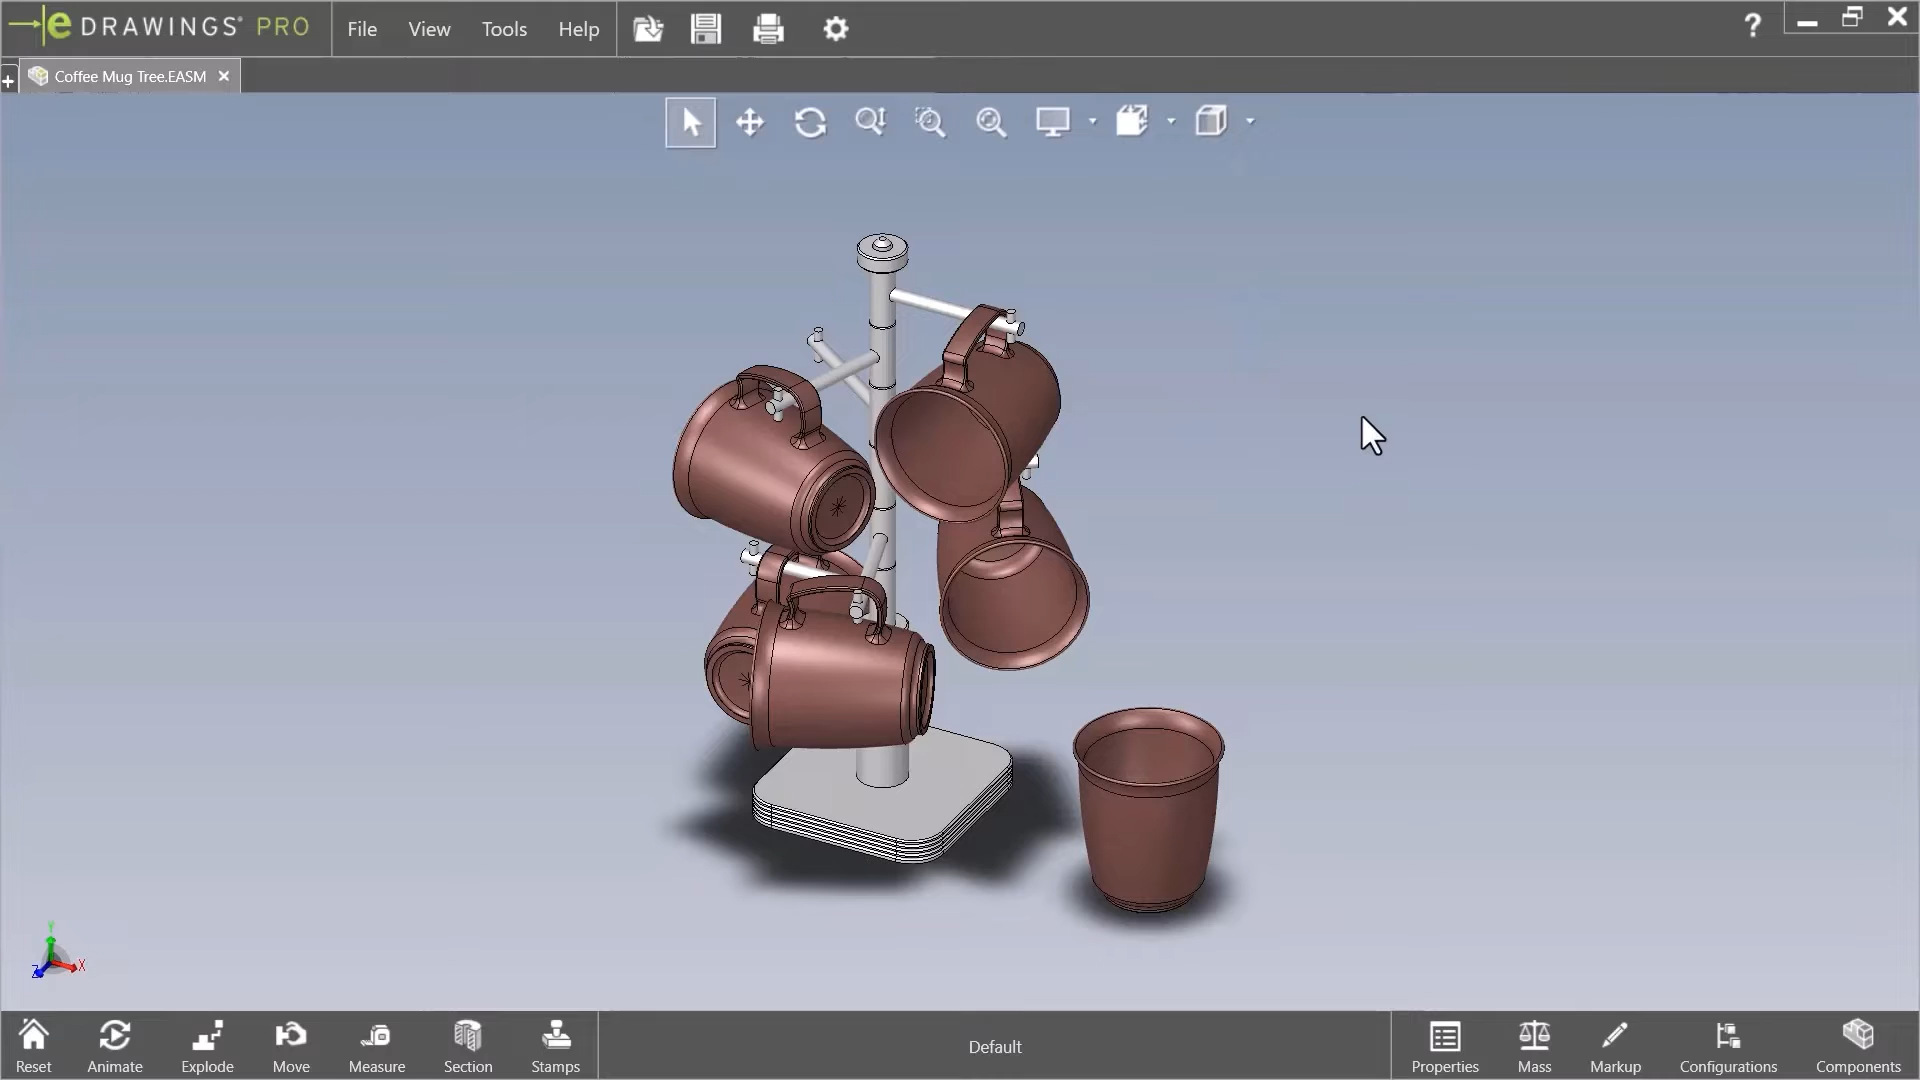 eDRAWINGS® PRO
File View Tools Help
?
+ Coffee Mug Tree.EASM
Y
Z X
Reset Animate Explode Move Measure Section Stamps
Default
Properties Mass Markup Configurations Components